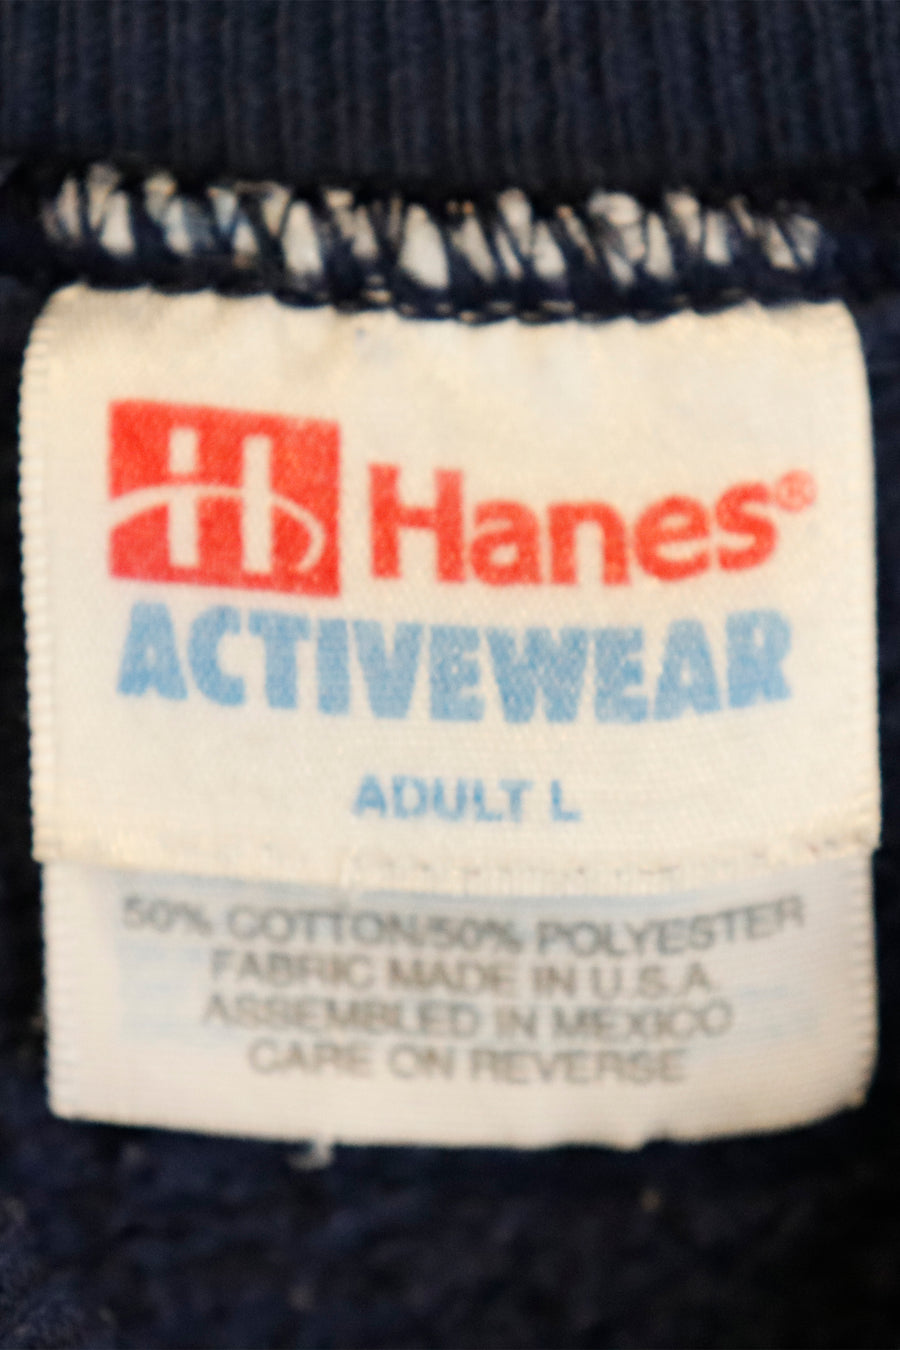 H Hanes®
ACTIVEWEAR
ADULT L
50% COTTON/50% POLYESTER
FABRIC MADE IN U.S.A.
ASSEMBLED IN MEXICO
CARE ON REVERSE